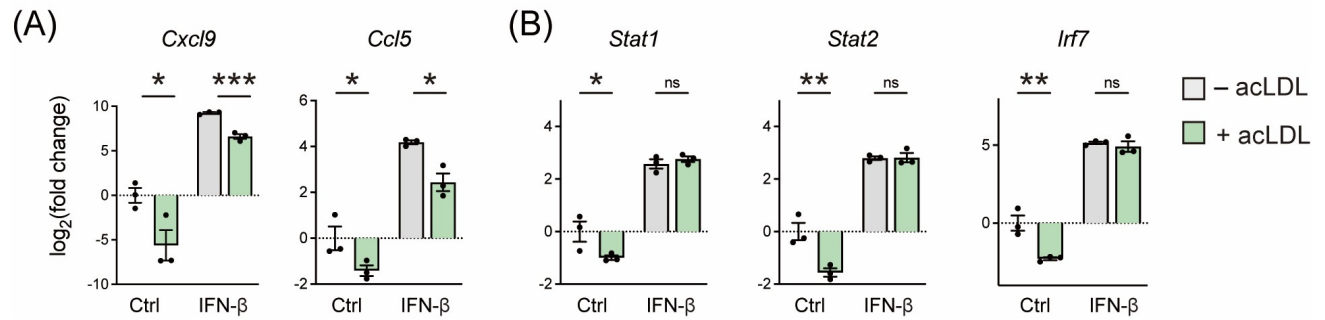 (A)
Cxcl9
Ccl5
(B)
Stat1
Stat2
Irf7
log2(fold change)
* ***
10
5
0
-5
-10
Ctrl IFN-β
* *
6
4
2
0
-2
Ctrl IFN-β
* ns
4
2
0
-2
Ctrl IFN-β
** ns
4
2
0
-2
Ctrl IFN-β
** ns
5
0
Ctrl IFN-β
– acLDL
+ acLDL